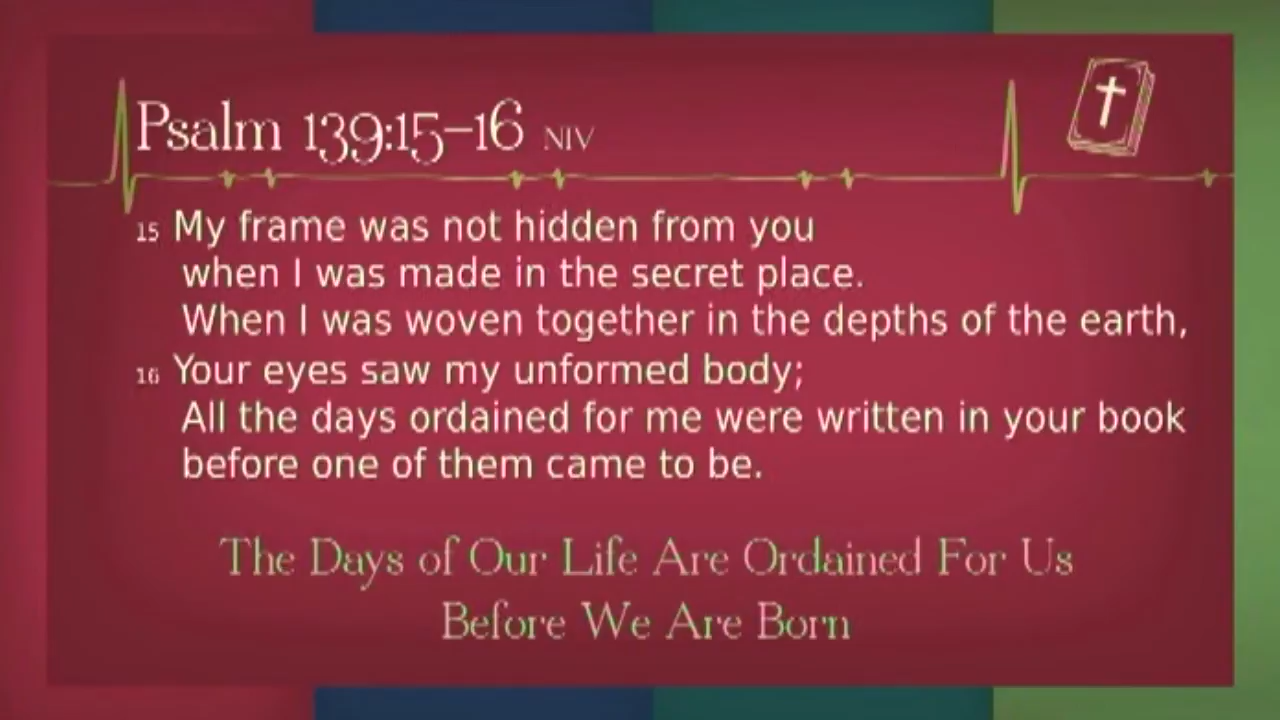 Psalm 139:15–16 NIV
15 My frame was not hidden from you
when I was made in the secret place.
When I was woven together in the depths of the earth,
16 Your eyes saw my unformed body;
All the days ordained for me were written in your book
before one of them came to be.
The Days of Our Life Are Ordained For Us
Before We Are Born